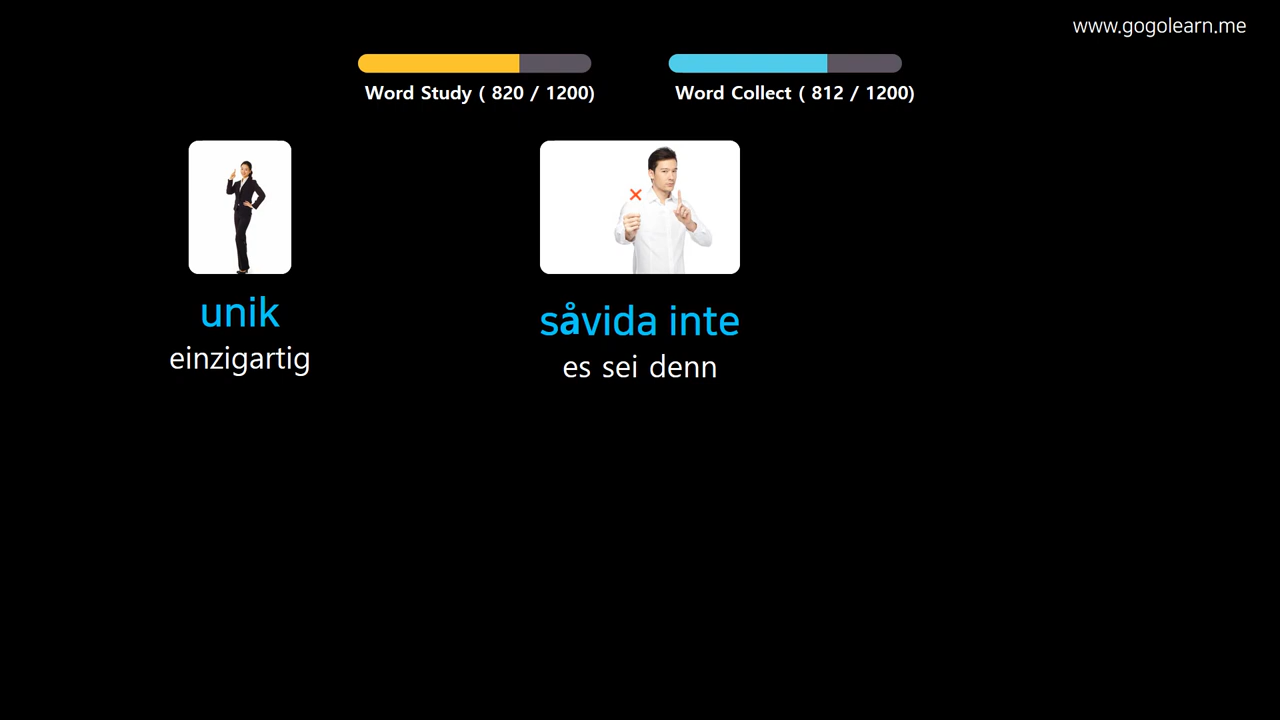 www.gogolearn.me
Word Study ( 820 / 1200)
Word Collect ( 812 / 1200)
unik
einzigartig
såvida inte
es sei denn